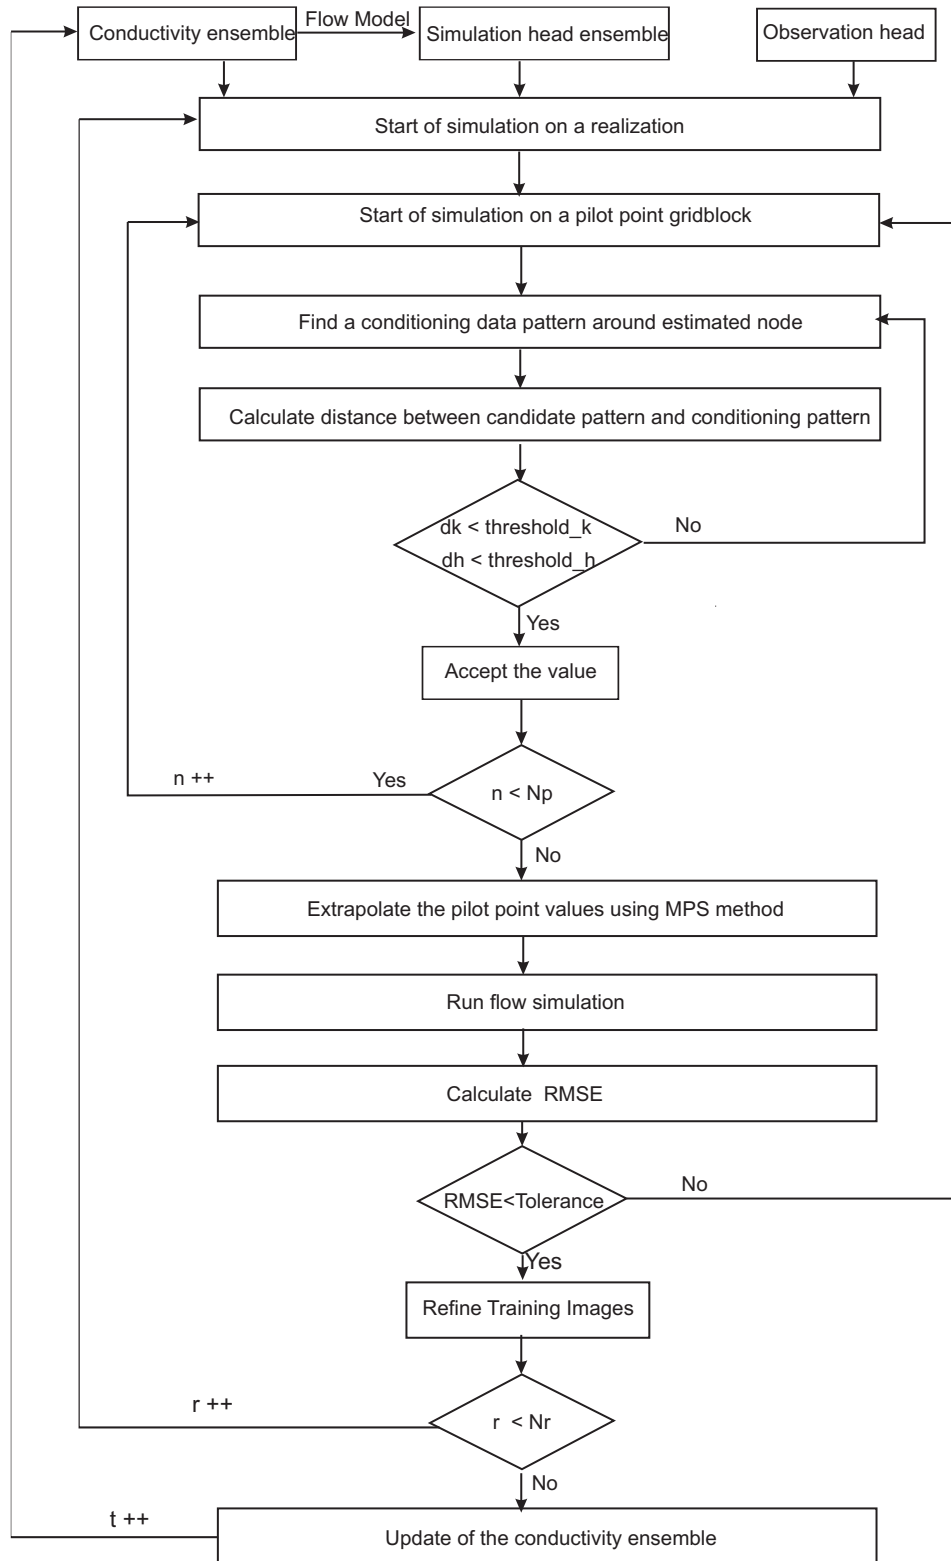 Flow Model
Conductivity ensemble
Simulation head ensemble
Observation head
Start of simulation on a realization
Start of simulation on a pilot point gridblock
Find a conditioning data pattern around estimated node
Calculate distance between candidate pattern and conditioning pattern
dk < threshold_k
dh < threshold_h
No
Yes
Accept the value
n ++
Yes
n < Np
No
Extrapolate the pilot point values using MPS method
Run flow simulation
Calculate RMSE
RMSE<Tolerance
No
Yes
Refine Training Images
r ++
r < Nr
No
t ++
Update of the conductivity ensemble